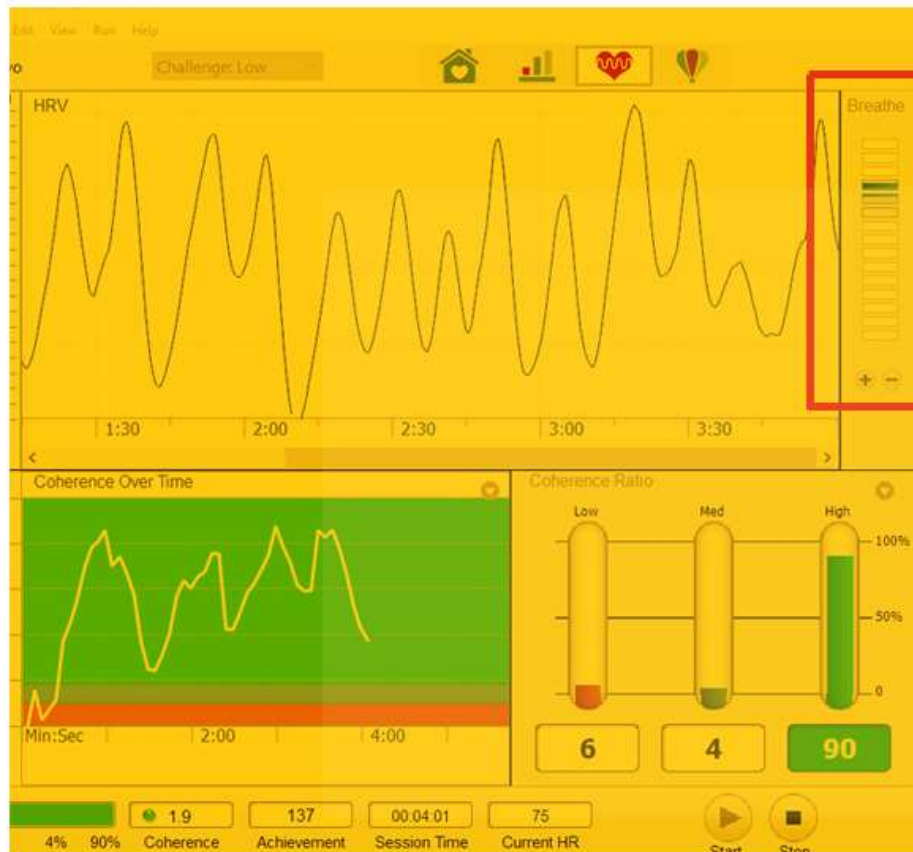 Edit View Run Help
vo
Challenge: Low
HRV
Breathe
+ −
1:30 2:00 2:30 3:00 3:30
< >
Coherence Over Time
Min:Sec 2:00 4:00
Coherence Ratio
Low Med High
100%
50%
0
6 4 90
4% 90%
1.9 137 00:04:01 75
Coherence Achievement Session Time Current HR
Start Stop